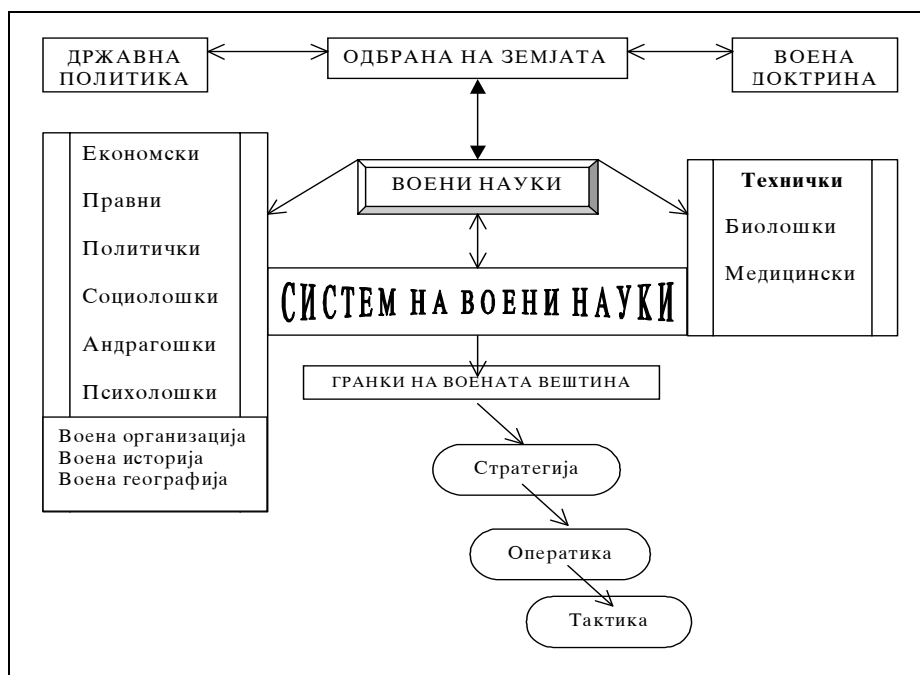 ДРЖАВНА
ПОЛИТИКА
ОДБРАНА НА ЗЕМЈАТА
ВОЕНА
ДОКТРИНА
Економски
Правни
Политички
Социолошки
Андрагошки
Психолошки
Воена организација
Воена историја
Воена географија
ВОЕНИ НАУКИ
Технички
Биолошки
Медицински
СИСТЕМ НА ВОЕНИ НАУКИ
ГРАНКИ НА ВОЕНАТА ВЕШТИНА
Стратегија
Оператика
Тактика